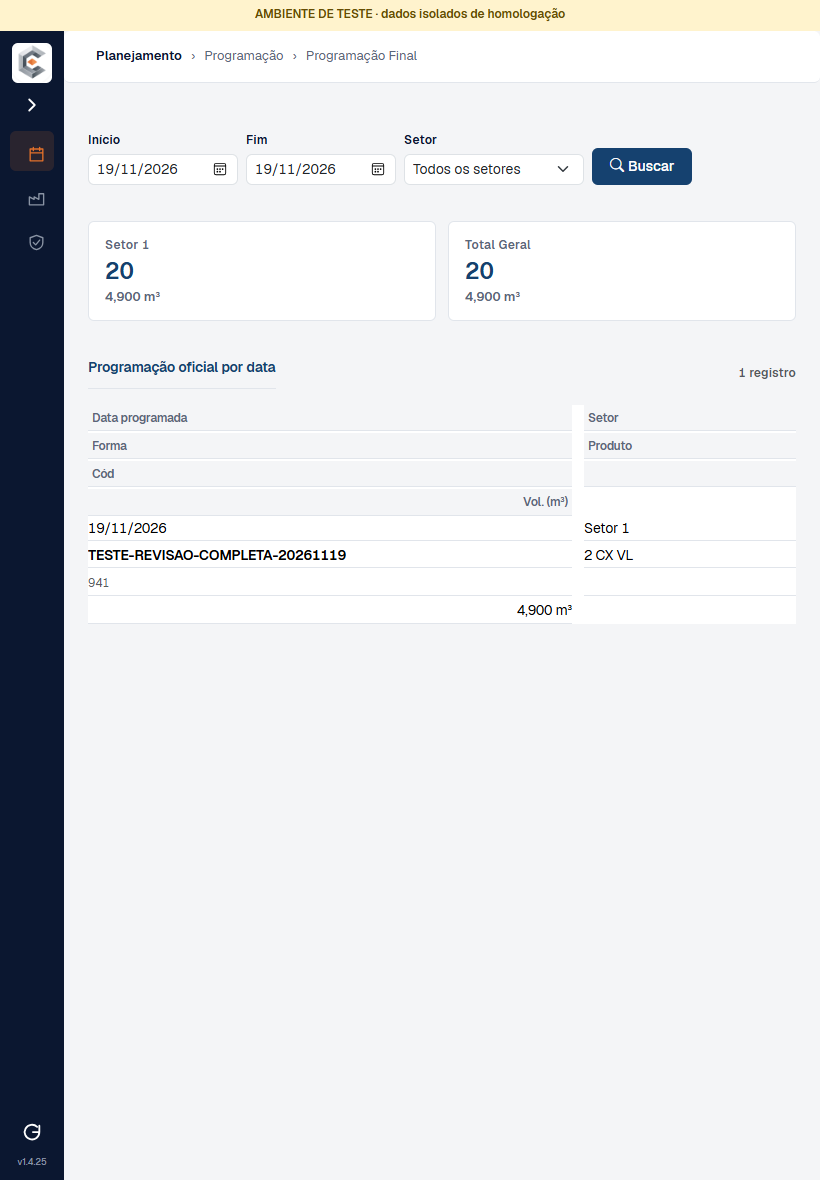 AMBIENTE DE TESTE · dados isolados de homologação
Planejamento › Programação › Programação Final
Início Fim Setor
19/11/2026 19/11/2026 Todos os setores Buscar
Setor 1 Total Geral
20 20
4,900 m³ 4,900 m³
Programação oficial por data
1 registro
Data programada Setor
Forma Produto
Cód
Vol. (m³)
19/11/2026 Setor 1
TESTE-REVISAO-COMPLETA-20261119 2 CX VL
941
4,900 m³
v1.4.25